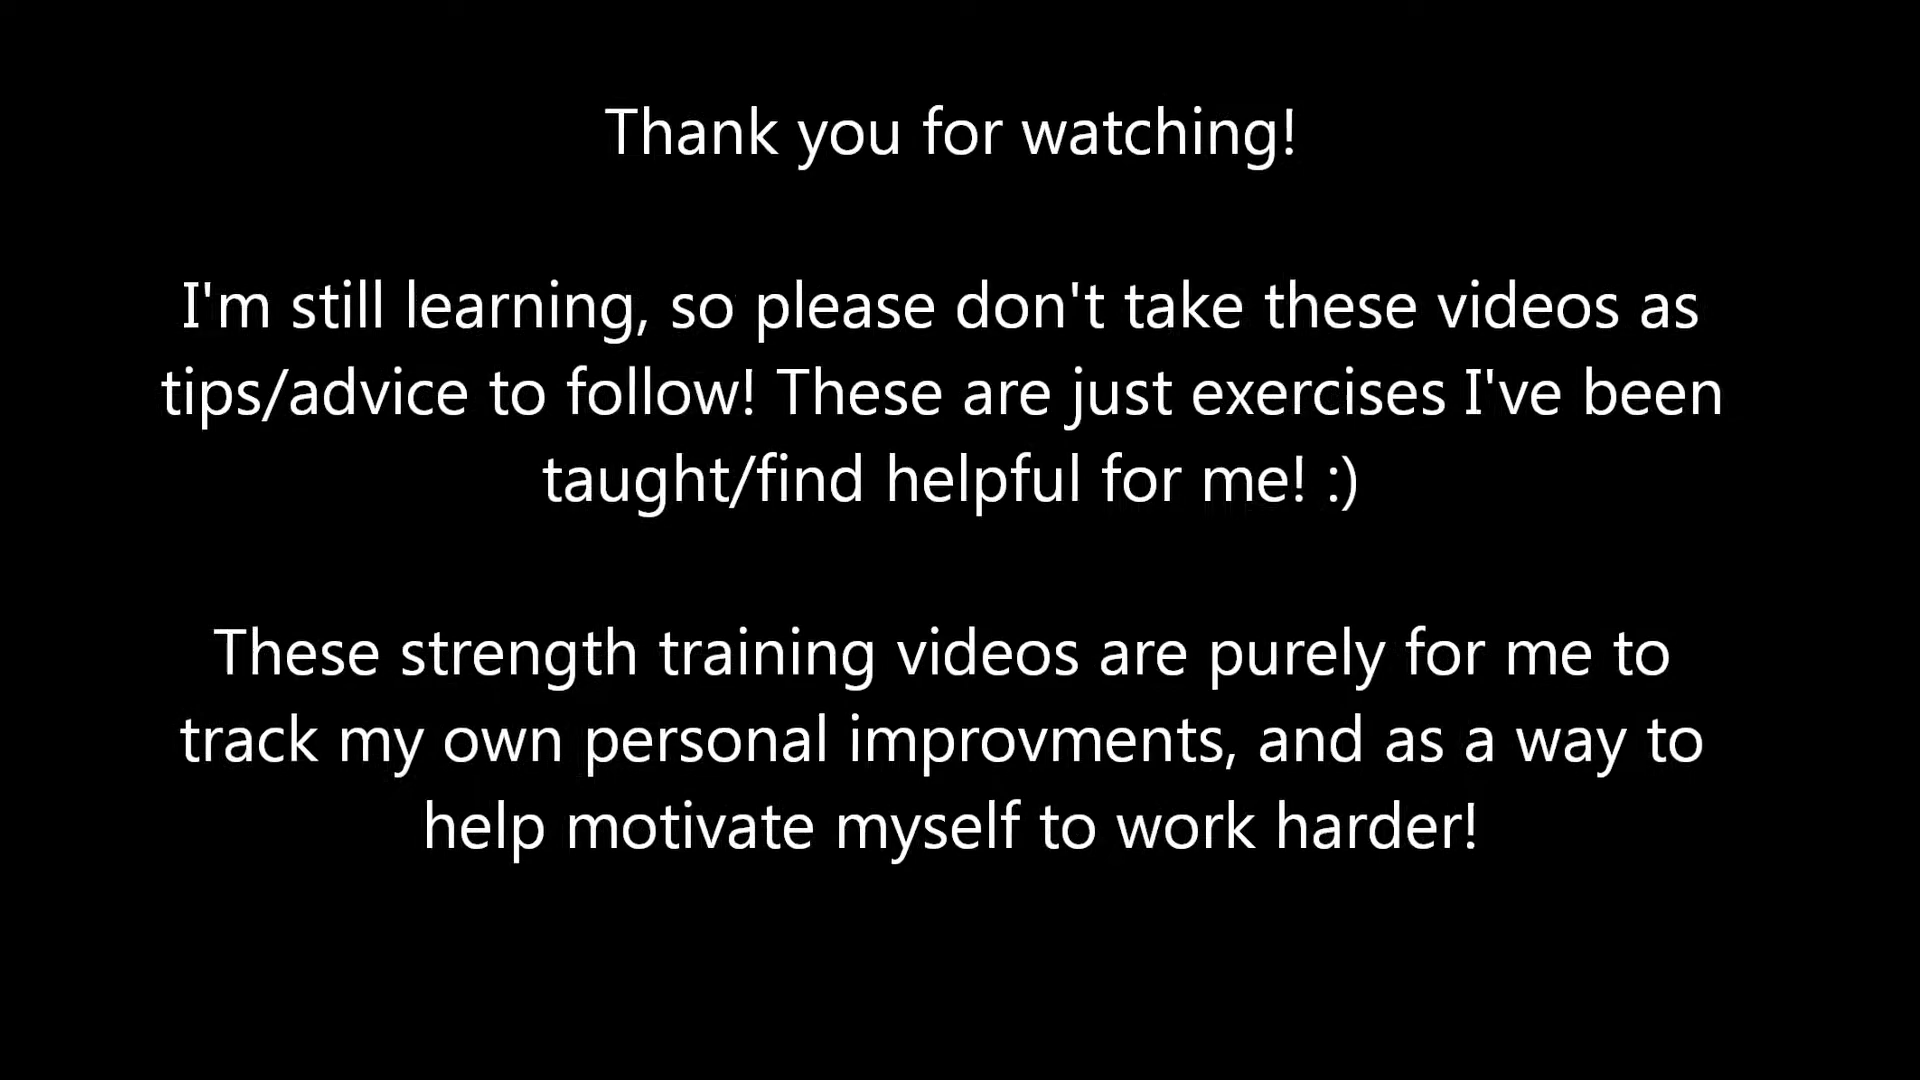 Thank you for watching!
I'm still learning, so please don't take these videos as
tips/advice to follow! These are just exercises I've been
taught/find helpful for me! :)
These strength training videos are purely for me to
track my own personal improvments, and as a way to
help motivate myself to work harder!